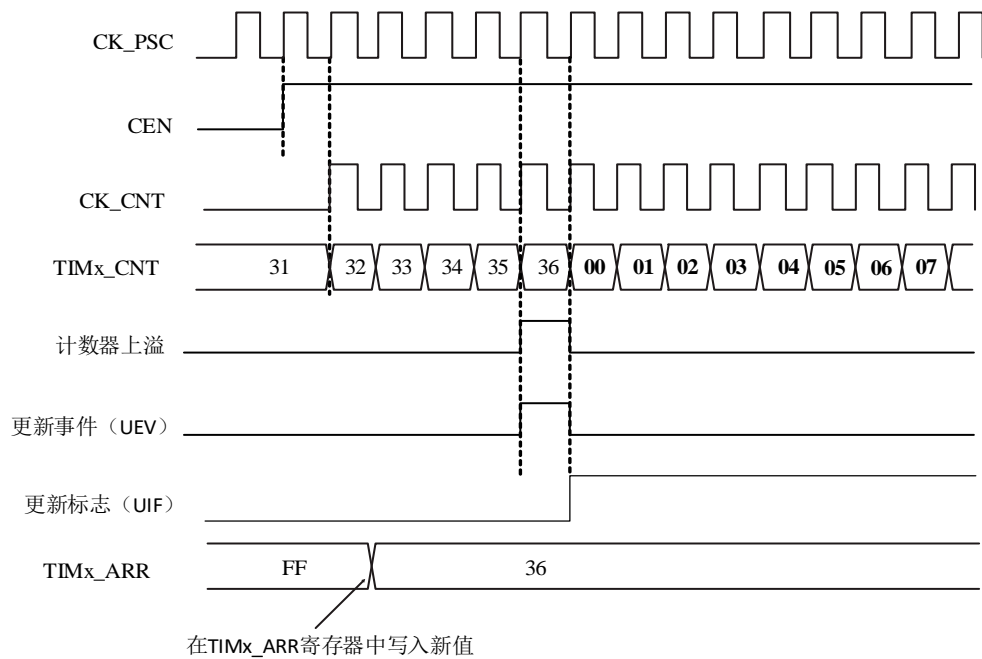 CK_PSC
CEN
CK_CNT
TIMx_CNT 31 32 33 34 35 36 00 01 02 03 04 05 06 07
计数器上溢
更新事件（UEV）
更新标志（UIF）
TIMx_ARR FF 36
在TIMx_ARR寄存器中写入新值